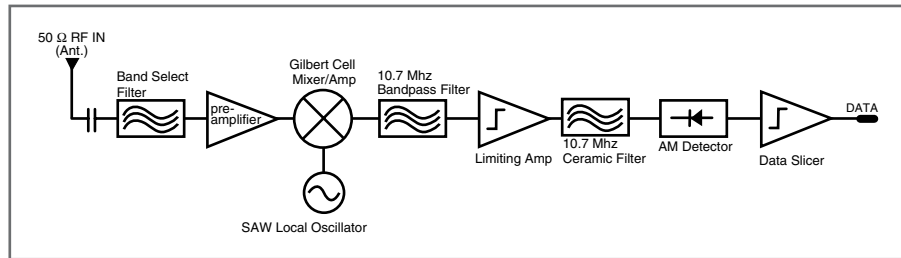 50 Ω RF IN
(Ant.)
Band Select
Filter
pre-
amplifier
Gilbert Cell
Mixer/Amp
SAW Local Oscillator
10.7 Mhz
Bandpass Filter
Limiting Amp
10.7 Mhz
Ceramic Filter
AM Detector
Data Slicer
DATA